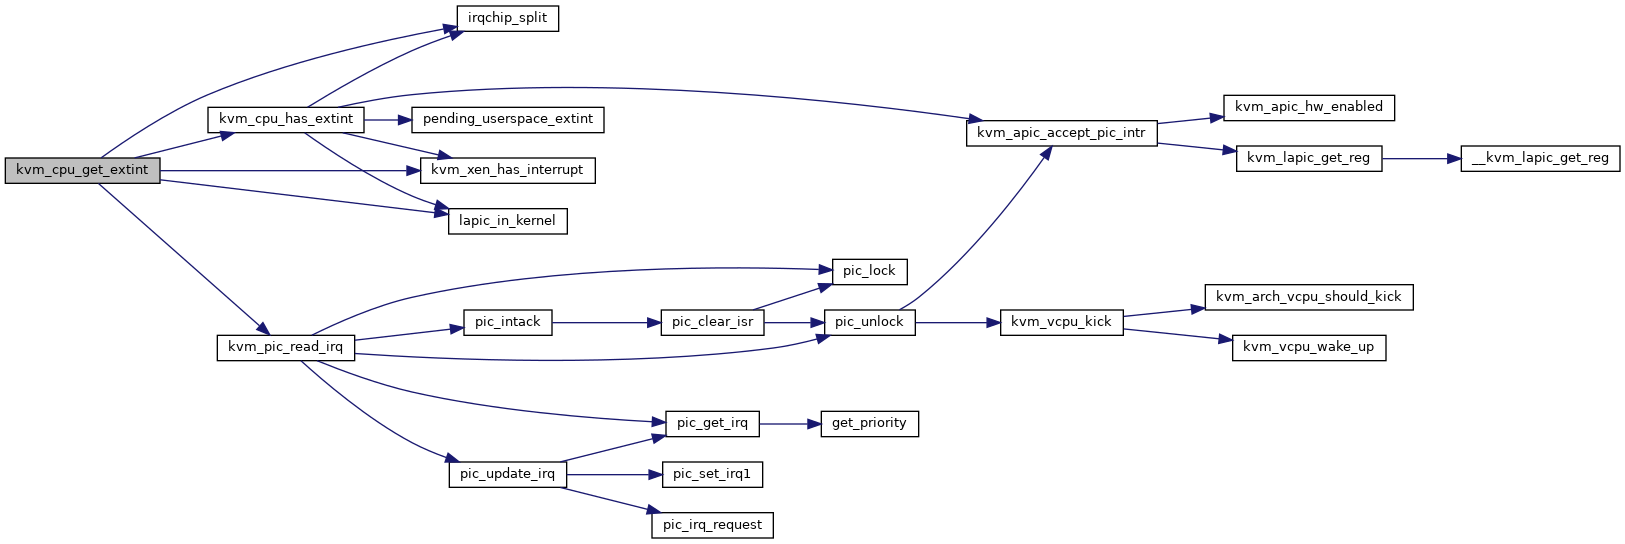 irqchip_split
kvm_cpu_has_extint
pending_userspace_extint
kvm_apic_accept_pic_intr
kvm_apic_hw_enabled
kvm_cpu_get_extint
kvm_xen_has_interrupt
kvm_lapic_get_reg
__kvm_lapic_get_reg
lapic_in_kernel
pic_lock
kvm_arch_vcpu_should_kick
pic_intack
pic_clear_isr
pic_unlock
kvm_vcpu_kick
kvm_pic_read_irq
kvm_vcpu_wake_up
pic_get_irq
get_priority
pic_update_irq
pic_set_irq1
pic_irq_request